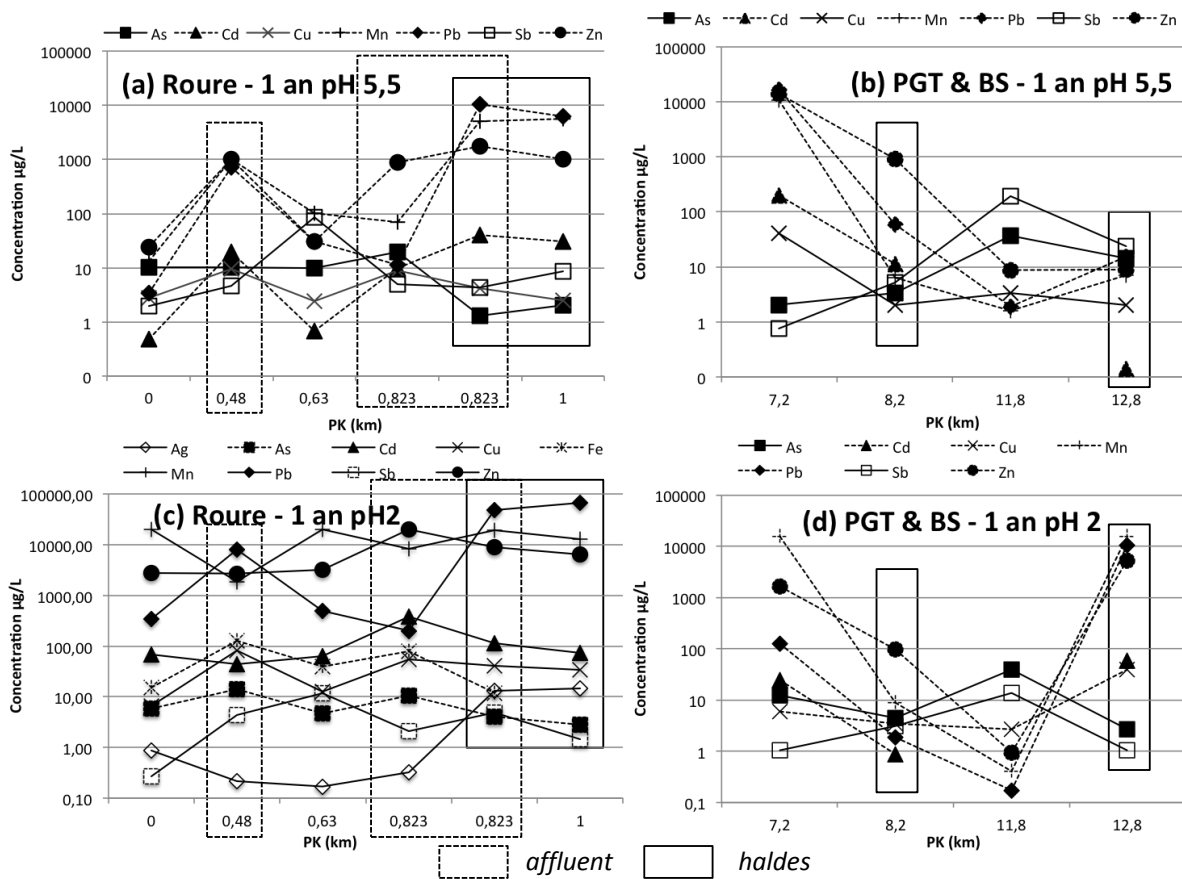 As Cd Cu Mn Pb Sb Zn
(a) Roure - 1 an pH 5,5
Concentration µg/L
100000
10000
1000
100
10
1
0
0 0,48 0,63 0,823 0,823 1
PK (km)
As Cd Cu Mn Pb Sb Zn
(b) PGT & BS - 1 an pH 5,5
Concentration µg/L
100000
10000
1000
100
10
1
0
7,2 8,2 11,8 12,8
PK (km)
Ag As Cd Cu Fe
Mn Pb Sb Zn
(c) Roure - 1 an pH2
Concentration µg/L
100000,00
10000,00
1000,00
100,00
10,00
1,00
0,10
0 0,48 0,63 0,823 0,823 1
PK (km)
As Cd Cu Mn
Pb Sb Zn
(d) PGT & BS - 1 an pH 2
Concentration µg/L
100000
10000
1000
100
10
1
0,1
7,2 8,2 11,8 12,8
PK (km)
affluent haldes